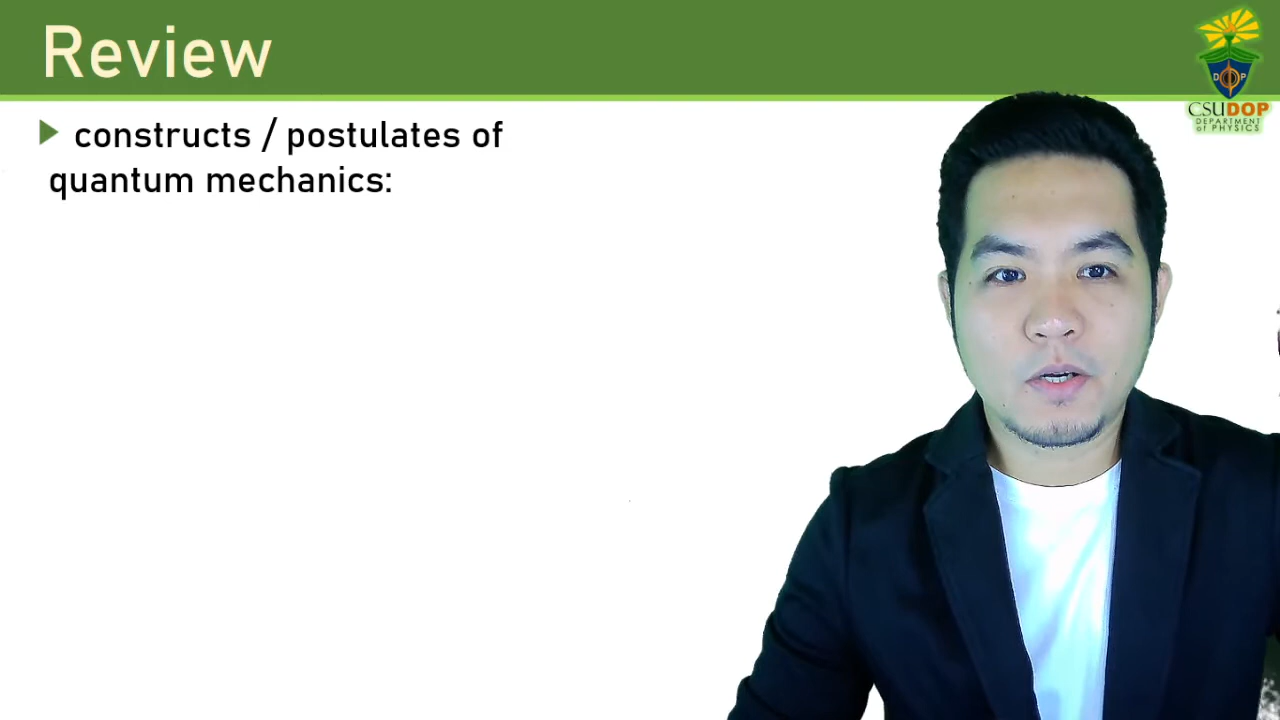 Review
constructs / postulates of
quantum mechanics:
D P
CSUDOP
DEPARTMENT
of PHYSICS